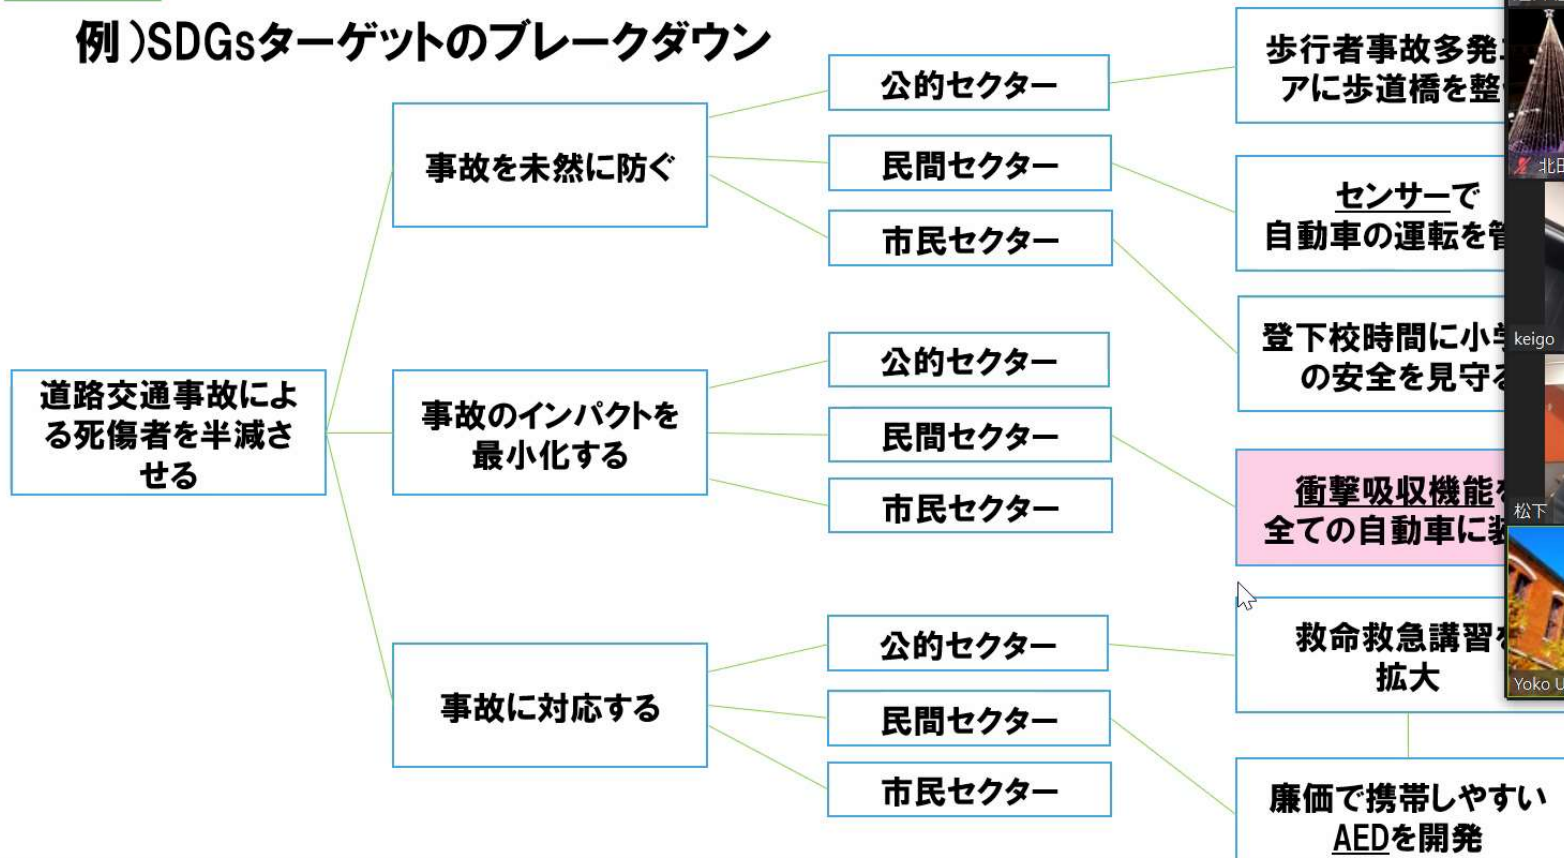 例)SDGsターゲットのブレークダウン
道路交通事故によ
る死傷者を半減さ
せる
事故を未然に防ぐ
公的セクター
民間セクター
市民セクター
歩行者事故多発
アに歩道橋を整
センサーで
自動車の運転を
登下校時間に小
の安全を見守
事故のインパクトを
最小化する
公的セクター
民間セクター
市民セクター
衝撃吸収機能
全ての自動車に
事故に対応する
公的セクター
民間セクター
市民セクター
救命救急講習
拡大
廉価で携帯しやすい
AEDを開発
keigo
松下
Yoko U